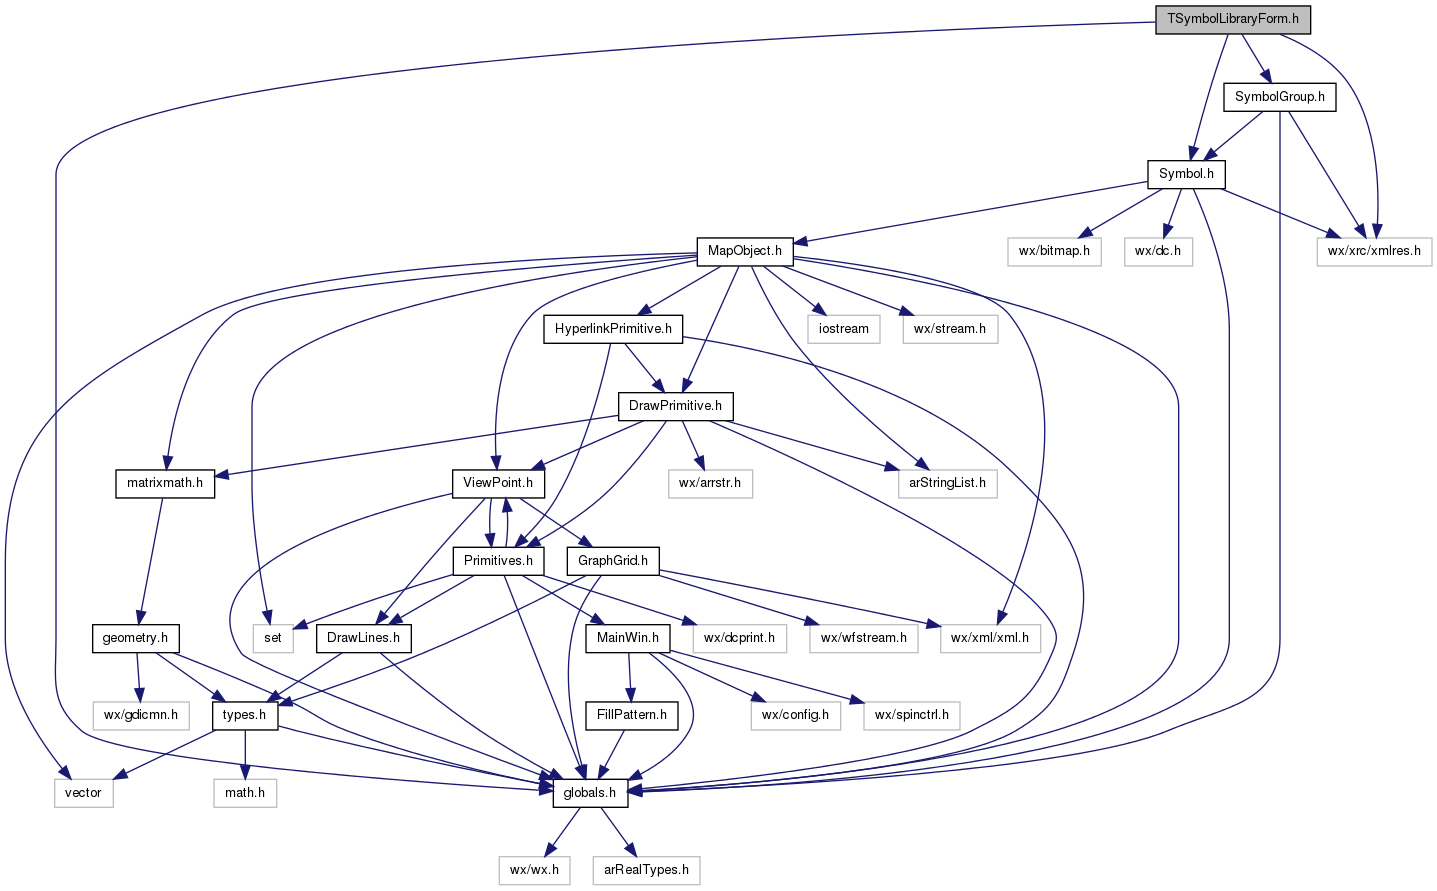 TSymbolLibraryForm.h
SymbolGroup.h
Symbol.h
MapObject.h
wx/bitmap.h
wx/dc.h
wx/xrc/xmlres.h
HyperlinkPrimitive.h
iostream
wx/stream.h
DrawPrimitive.h
matrixmath.h
ViewPoint.h
wx/arrstr.h
arStringList.h
Primitives.h
GraphGrid.h
geometry.h
set
DrawLines.h
MainWin.h
wx/dcprint.h
wx/wfstream.h
wx/xml/xml.h
wx/gdicmn.h
types.h
FillPattern.h
wx/config.h
wx/spinctrl.h
vector
math.h
globals.h
wx/wx.h
arRealTypes.h